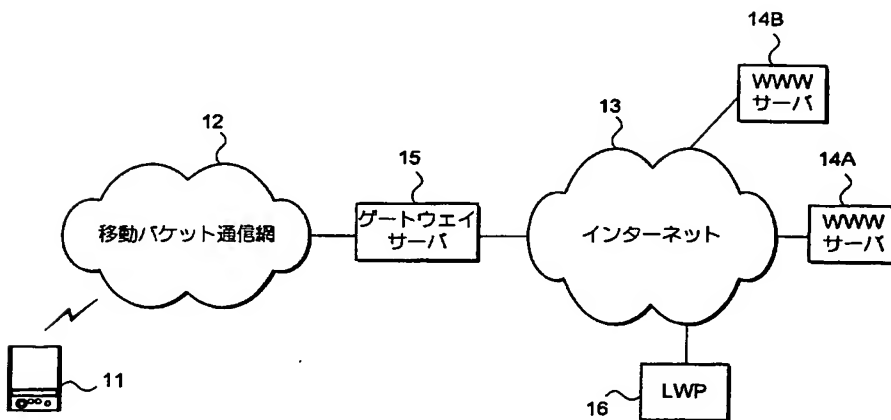 14B
WWW
サーバ
12
13
14A
15
ゲートウェイ
サーバ
WWW
サーバ
移動パケット通信網
インターネット
11
16
LWP